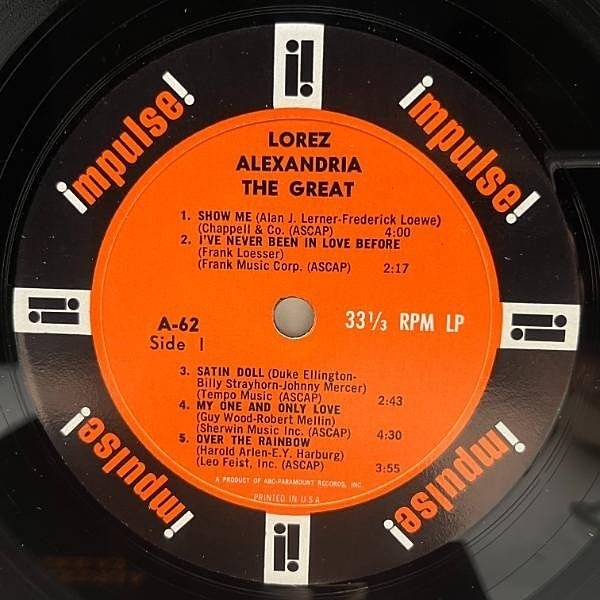 impulse!
impulse!
LOREZ
ALEXANDRIA
THE GREAT
1. SHOW ME (Alan J. Lerner-Frederick Loewe)
(Chappell & Co. (ASCAP) 4:00
2. I'VE NEVER BEEN IN LOVE BEFORE
(Frank Loesser)
(Frank Music Corp. (ASCAP) 2:17
A-62
Side 1
33 1/3 RPM LP
3. SATIN DOLL (Duke Ellington-
Billy Strayhorn-Johnny Mercer)
(Tempo Music (ASCAP) 2:43
4. MY ONE AND ONLY LOVE
(Guy Wood-Robert Mellin)
(Sherwin Music Inc. (ASCAP) 4:30
5. OVER THE RAINBOW
(Harold Arlen-E.Y. Harburg)
(Leo Feist, Inc. (ASCAP) 3:55
A PRODUCT OF ABC-PARAMOUNT RECORDS, INC.
PRINTED IN U.S.A.
impulse!
impulse!